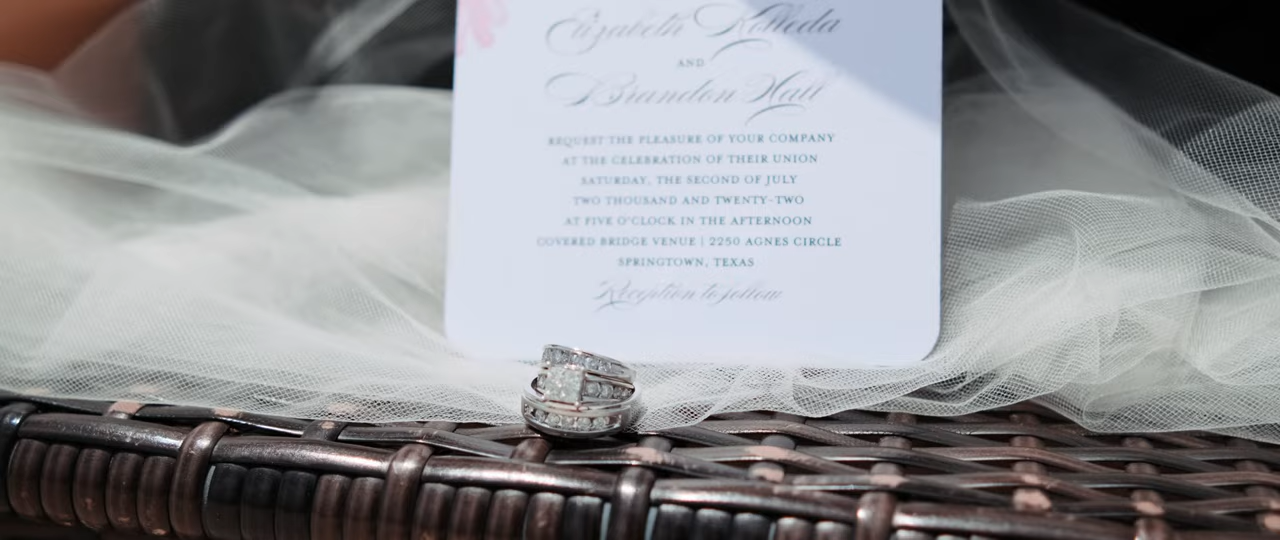 Elizabeth Kolleda
AND
Brandon Hall
REQUEST THE PLEASURE OF YOUR COMPANY
AT THE CELEBRATION OF THEIR UNION
SATURDAY, THE SECOND OF JULY
TWO THOUSAND AND TWENTY-TWO
AT FIVE O'CLOCK IN THE AFTERNOON
COVERED BRIDGE VENUE | 2250 AGNES CIRCLE
SPRINGTOWN, TEXAS
Reception to follow